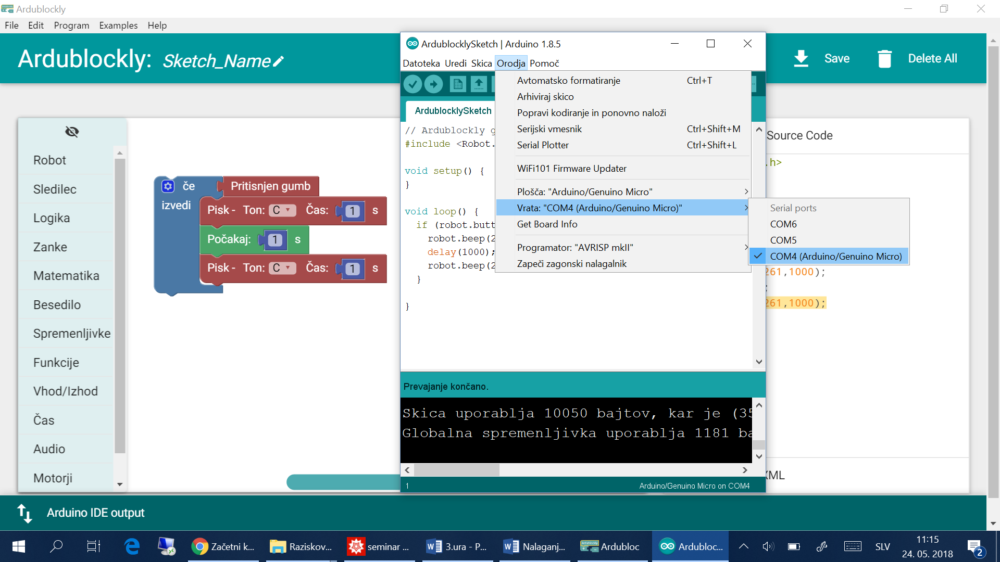 Ardublockly
File Edit Program Examples Help
Ardublockly: Sketch_Name
Save
Delete All
Robot
Sledilec
Logika
Zanke
Matematika
Besedilo
Spremenljivke
Funkcije
Vhod/Izhod
Čas
Audio
Motorji
če Pritisnjen gumb
izvedi Pisk - Ton: C Čas: 1 s
Počakaj: 1 s
Pisk - Ton: C Čas: 1 s
ArdublocklySketch | Arduino 1.8.5
Datoteka Uredi Skica Orodja Pomoč
ArdublocklySketch
// Ardublockly g
#include <Robot.
void setup() {
}
void loop() {
if (robot.butt
robot.beep(2
delay(1000);
robot.beep(2
}
}
Avtomatsko formatiranje Ctrl+T
Arhiviraj skico
Popravi kodiranje in ponovno naloži
Serijski vmesnik Ctrl+Shift+M
Serial Plotter Ctrl+Shift+L
WiFi101 Firmware Updater
Plošča: "Arduino/Genuino Micro"
Vrata: "COM4 (Arduino/Genuino Micro)"
Get Board Info
Programator: "AVRISP mkII"
Zapeči zagonski nalagalnik
Serial ports
COM6
COM5
COM4 (Arduino/Genuino Micro)
Prevajanje končano.
Skica uporablja 10050 bajtov, kar je (35
Globalna spremenljivka uporablja 1181 ba
1 Arduino/Genuino Micro on COM4
Source Code
.h>
261,1000);
;
261,1000);
XML
Arduino IDE output
Začetni k...
Raziskov...
seminar ...
3.ura - P...
Nalaganj...
Ardubloc
Ardubloc...
SLV
11:15
24. 05. 2018
2